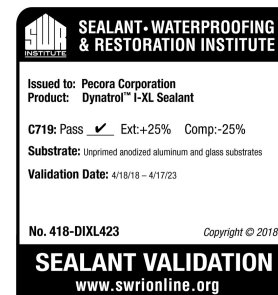 SWR
INSTITUTE
SEALANT • WATERPROOFING
& RESTORATION INSTITUTE
Issued to: Pecora Corporation
Product: Dynatrol™ I-XL Sealant
C719: Pass ✔ Ext:+25% Comp:-25%
Substrate: Unprimed anodized aluminum and glass substrates
Validation Date: 4/18/18 – 4/17/23
No. 418-DIXL423 Copyright © 2018
SEALANT VALIDATION
www.swrionline.org